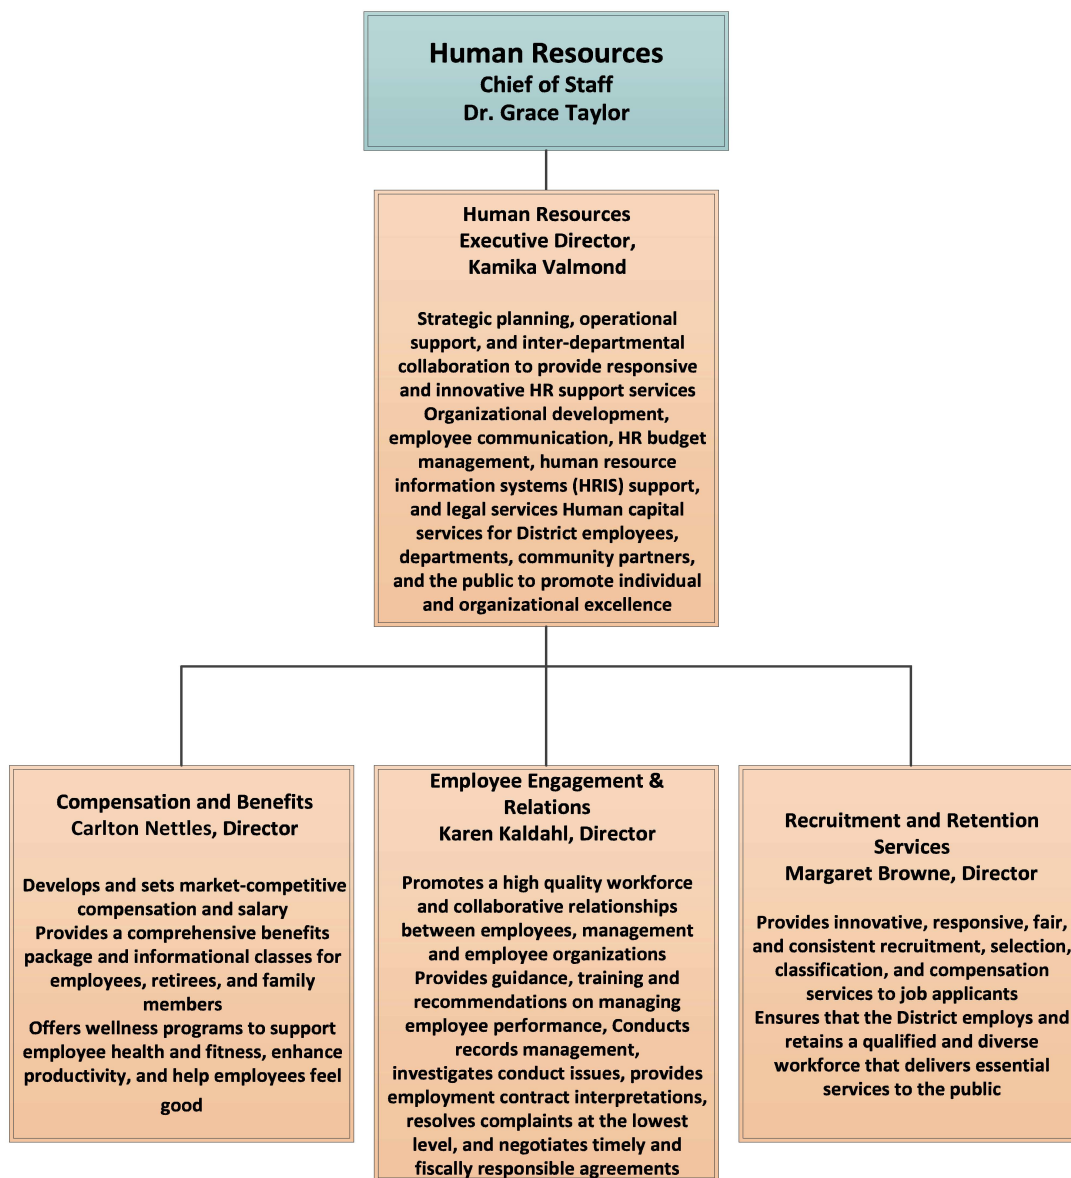 Human Resources
Chief of Staff
Dr. Grace Taylor
Human Resources
Executive Director,
Kamika Valmond
Strategic planning, operational
support, and inter-departmental
collaboration to provide responsive
and innovative HR support services
Organizational development,
employee communication, HR budget
management, human resource
information systems (HRIS) support,
and legal services Human capital
services for District employees,
departments, community partners,
and the public to promote individual
and organizational excellence
Compensation and Benefits
Carlton Nettles, Director
Develops and sets market-competitive
compensation and salary
Provides a comprehensive benefits
package and informational classes for
employees, retirees, and family
members
Offers wellness programs to support
employee health and fitness, enhance
productivity, and help employees feel
good
Employee Engagement &
Relations
Karen Kaldahl, Director
Promotes a high quality workforce
and collaborative relationships
between employees, management
and employee organizations
Provides guidance, training and
recommendations on managing
employee performance, Conducts
records management,
investigates conduct issues, provides
employment contract interpretations,
resolves complaints at the lowest
level, and negotiates timely and
fiscally responsible agreements
Recruitment and Retention
Services
Margaret Browne, Director
Provides innovative, responsive, fair,
and consistent recruitment, selection,
classification, and compensation
services to job applicants
Ensures that the District employs and
retains a qualified and diverse
workforce that delivers essential
services to the public